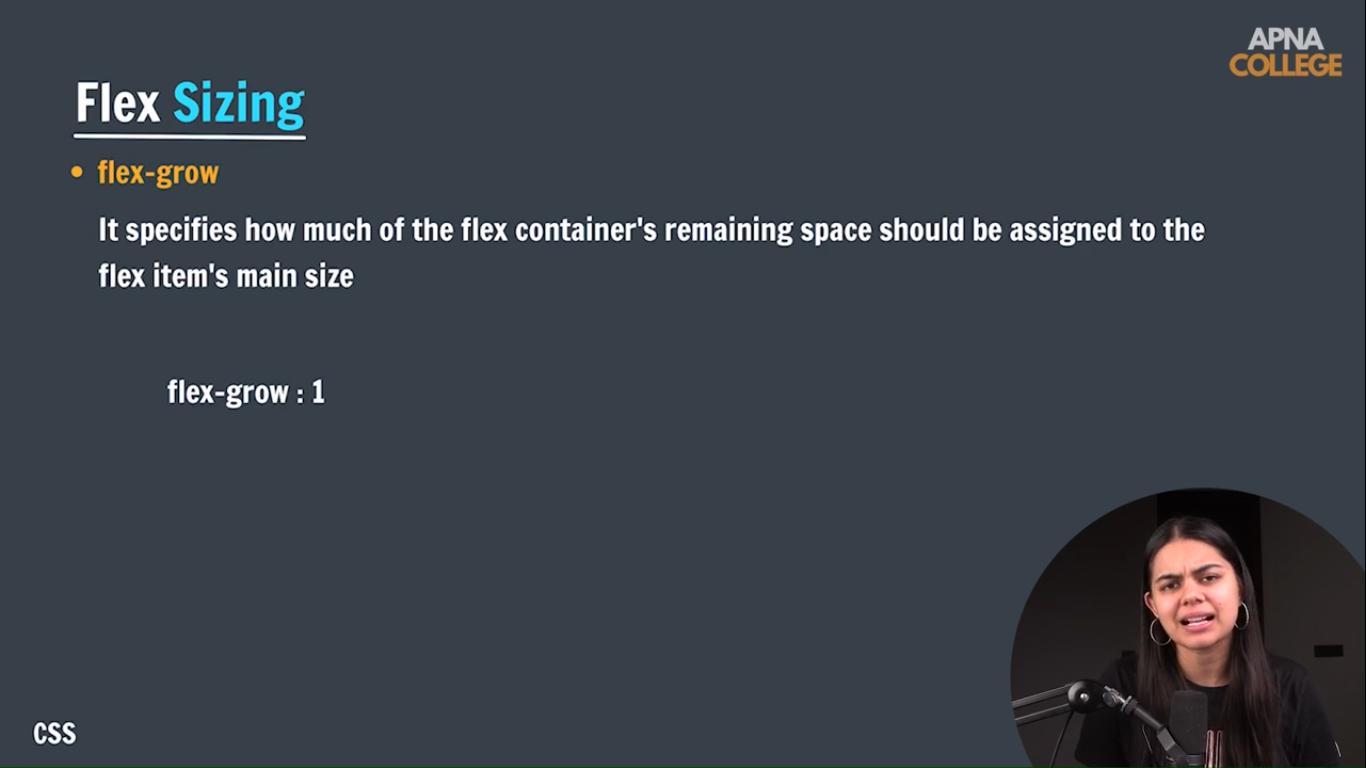 APNA
COLLEGE
Flex Sizing
• flex-grow
It specifies how much of the flex container's remaining space should be assigned to the
flex item's main size
flex-grow : 1
CSS